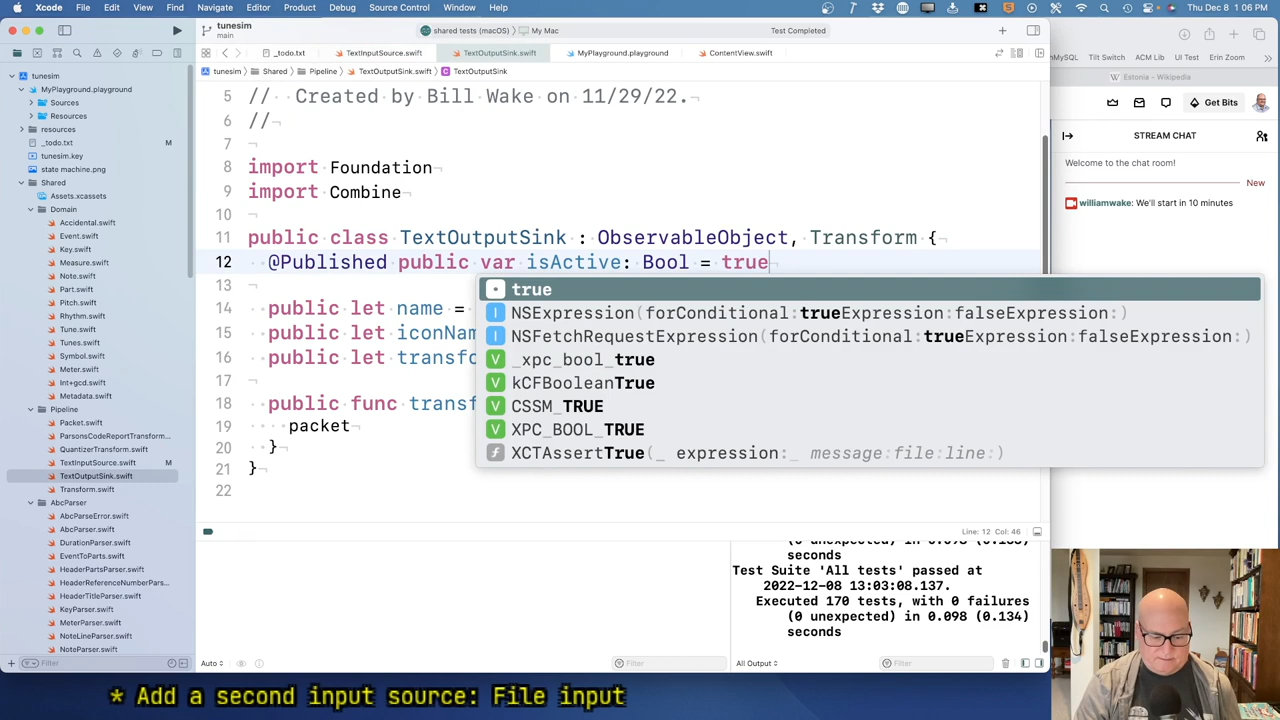 Xcode File Edit View Find Navigate Editor Product Debug Source Control Window Help
tunesim
main
shared tests (macOS) My Mac
Test Completed
_todo.txt
TextInputSource.swift
TextOutputSink.swift
MyPlayground.playground
ContentView.swift
tunesim Shared Pipeline TextOutputSink.swift TextOutputSink
tunesim
MyPlayground.playground
Sources
Resources
resources
_todo.txt M
tunesim.key
state machine.png
Shared
Assets.xcassets
Domain
Accidental.swift
Event.swift
Key.swift
Measure.swift
Note.swift
Part.swift
Pitch.swift
Rhythm.swift
Tune.swift
Tunes.swift
Symbol.swift
Meter.swift
Int+gcd.swift
Metadata.swift
Pipeline
Packet.swift
ParsonsCodeReportTransform...
QuantizerTransform.swift
TextInputSource.swift M
TextOutputSink.swift
Transform.swift
AbcParser
AbcParseError.swift
AbcParser.swift
DurationParser.swift
EventToParts.swift
HeaderPartsParser.swift
HeaderReferenceNumberPars...
HeaderTitleParser.swift
KeyParser.swift
MeterParser.swift
NoteLineParser.swift
NoteParser.swift
Filter
5 // Created by Bill Wake on 11/29/22.
6 //
7
8 import Foundation
9 import Combine
10
11 public class TextOutputSink : ObservableObject, Transform {
12 @Published public var isActive: Bool = true
13
14 public let name =
15 public let iconNam
16 public let transfo
17
18 public func transf
19 packet
20 }
21 }
22
true
NSExpression(forConditional:trueExpression:falseExpression:)
NSFetchRequestExpression(forConditional:trueExpression:falseExpression:)
_xpc_bool_true
kCFBooleanTrue
CSSM_TRUE
XPC_BOOL_TRUE
XCTAssertTrue(_ expression:_ message:file:line:)
Line: 12 Col: 46
(0 unexpected) in 0.098 (0.133)
seconds
Test Suite 'All tests' passed at
2022-12-08 13:03:08.137.
Executed 170 tests, with 0 failures
(0 unexpected) in 0.098 (0.134)
seconds
Auto
Filter
All Output
Filter
MySQL Tilt Switch ACM Lib UI Test Erin Zoom
Estonia - Wikipedia
Get Bits
STREAM CHAT
Welcome to the chat room!
New
williamwake: We'll start in 10 minutes
* Add a second input source: File input